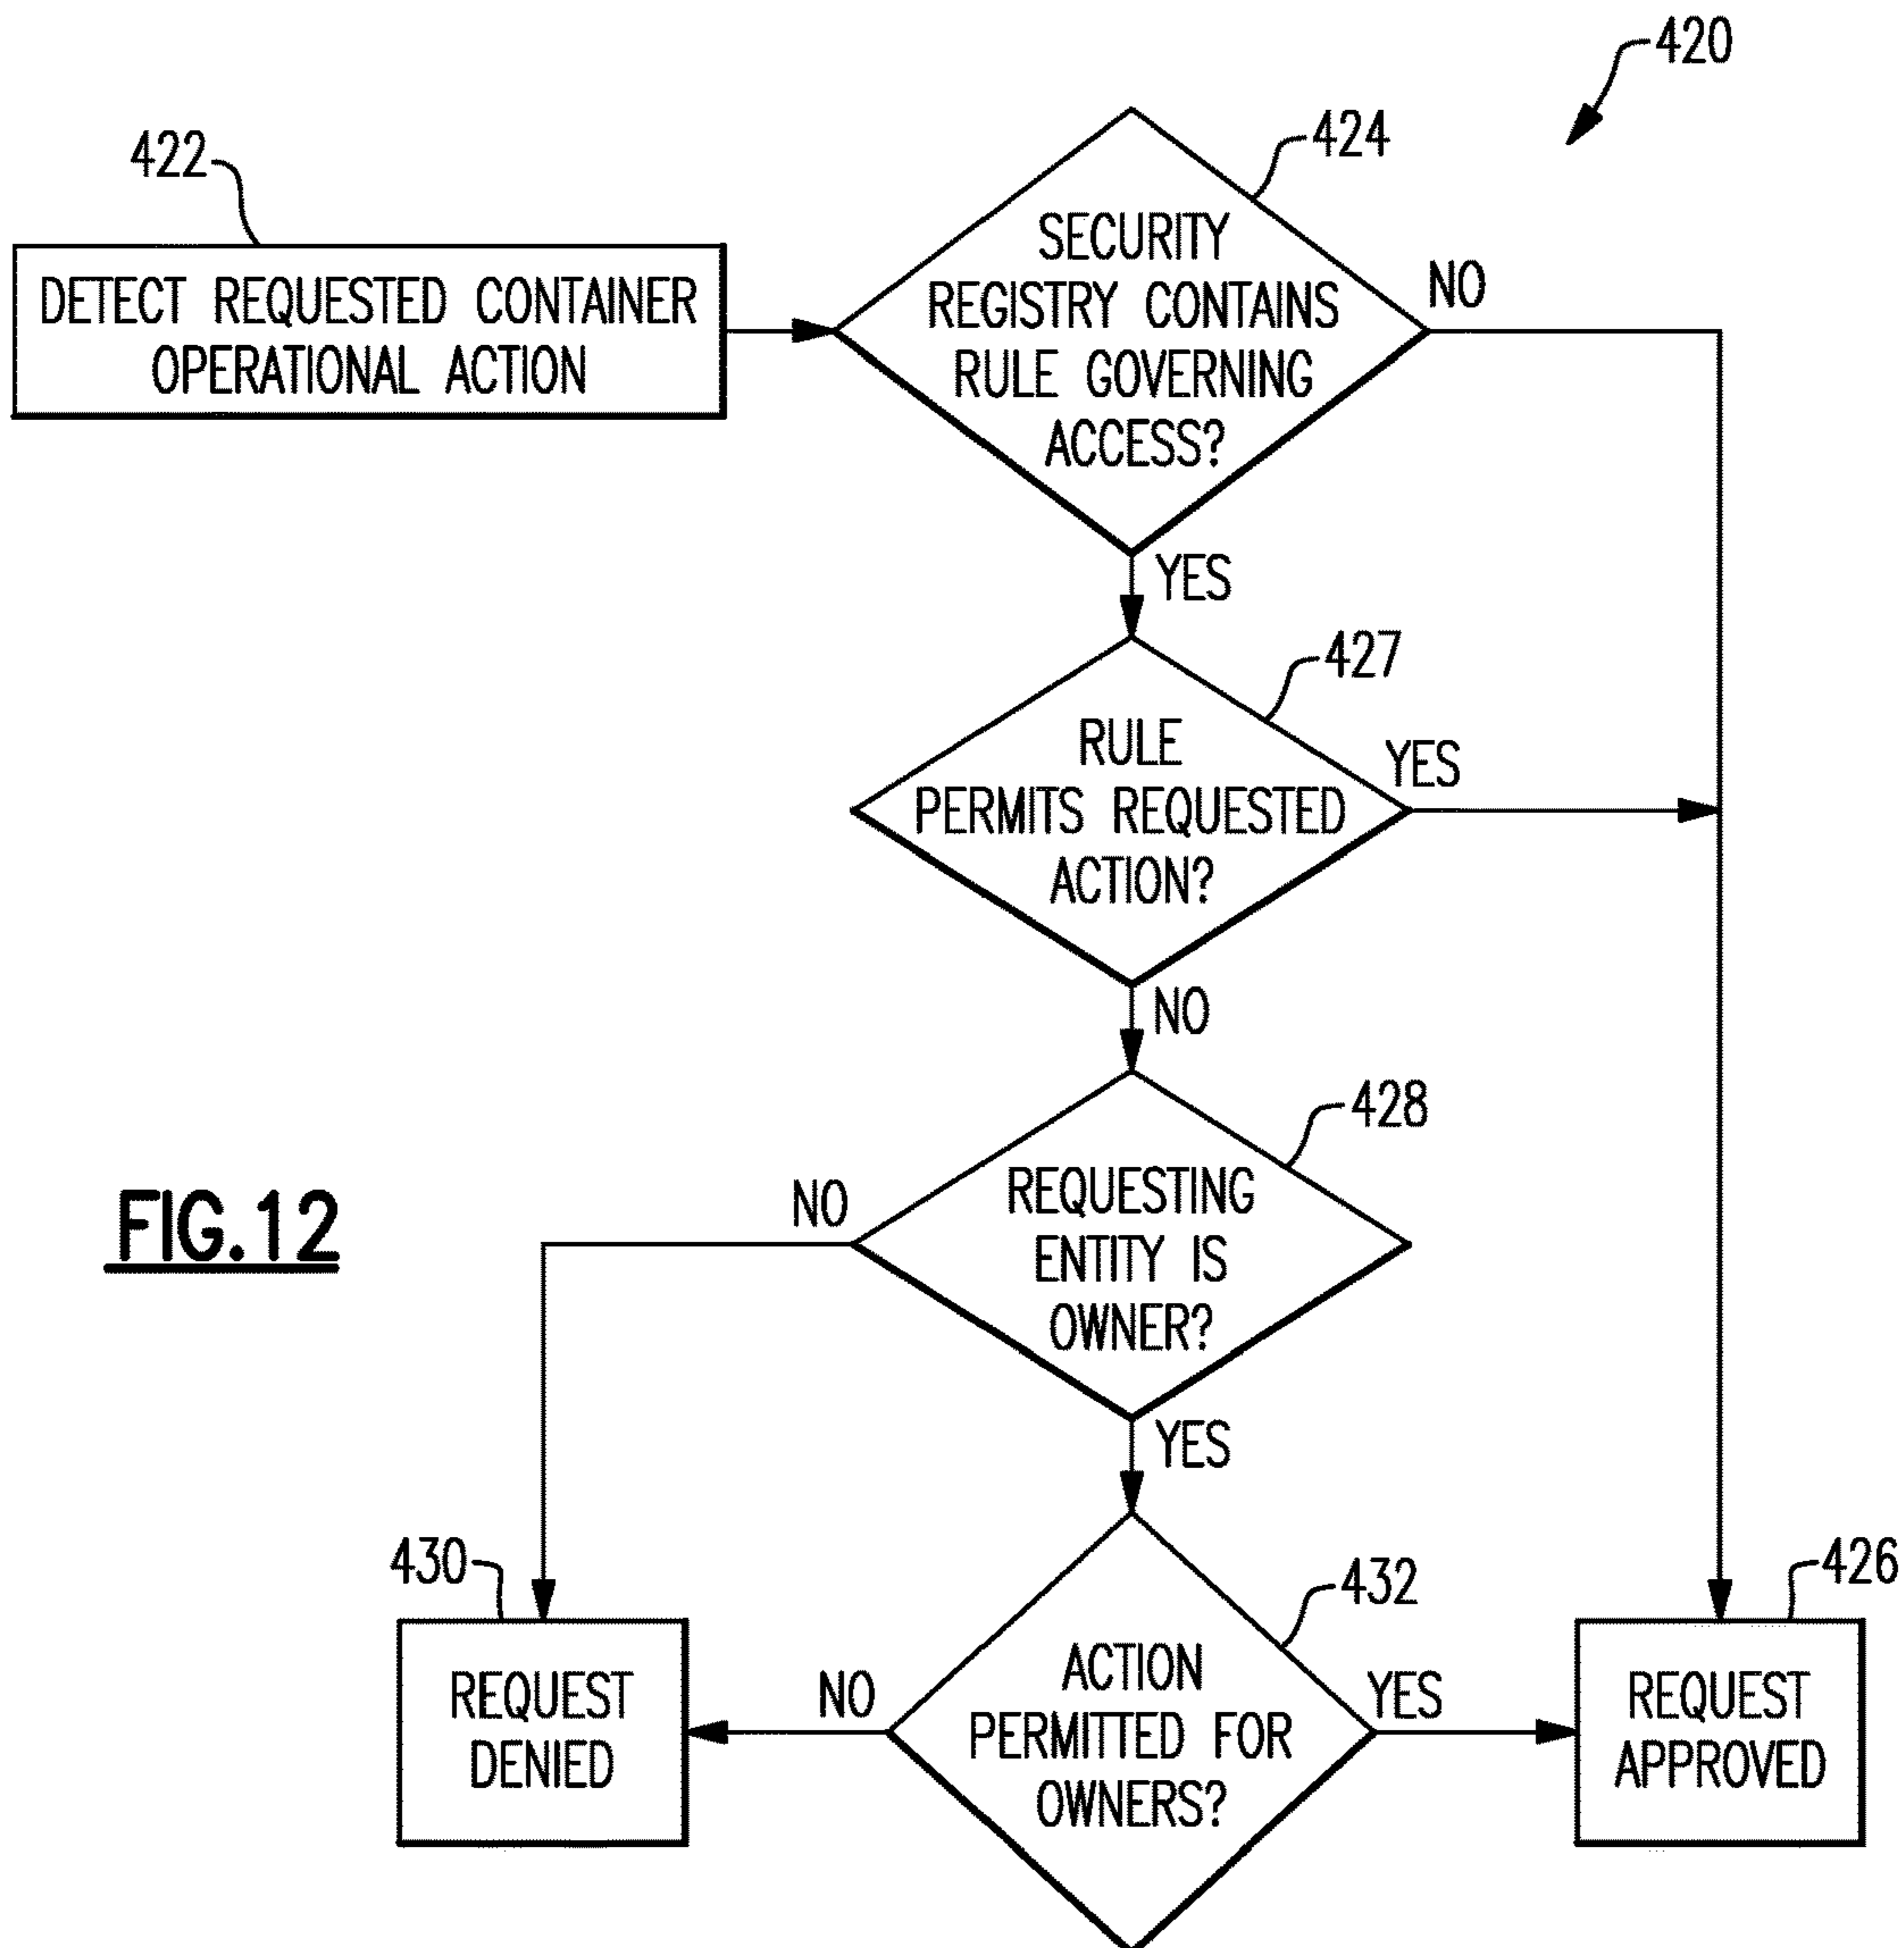 420
422
424
DETECT REQUESTED CONTAINER
OPERATIONAL ACTION
SECURITY
REGISTRY CONTAINS
RULE GOVERNING
ACCESS?
NO
YES
427
RULE
PERMITS REQUESTED
ACTION?
YES
NO
428
REQUESTING
ENTITY IS
OWNER?
NO
YES
FIG.12
430
432
426
REQUEST
DENIED
NO
ACTION
PERMITTED FOR
OWNERS?
YES
REQUEST
APPROVED